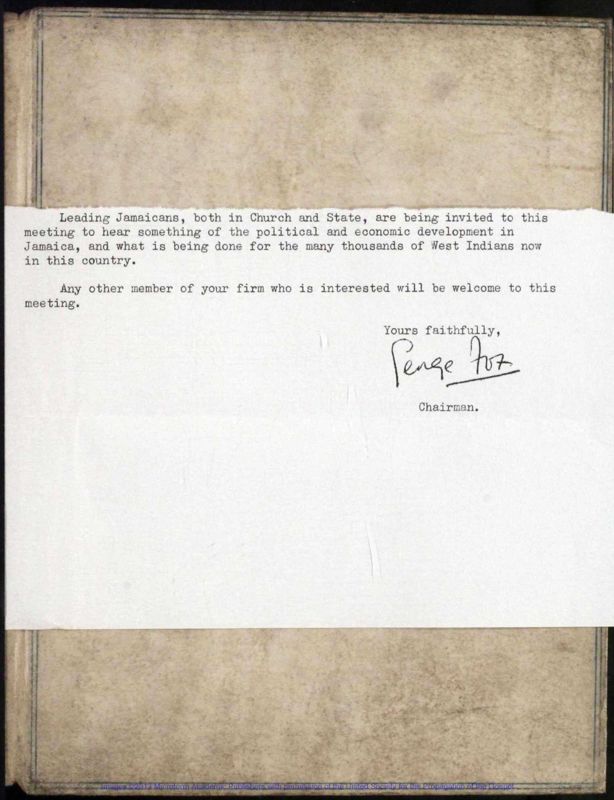 Leading Jamaicans, both in Church and State, are being invited to this
meeting to hear something of the political and economic development in
Jamaica, and what is being done for the many thousands of West Indians now
in this country.
Any other member of your firm who is interested will be welcome to this
meeting.
Yours faithfully,
George Fox
Chairman.